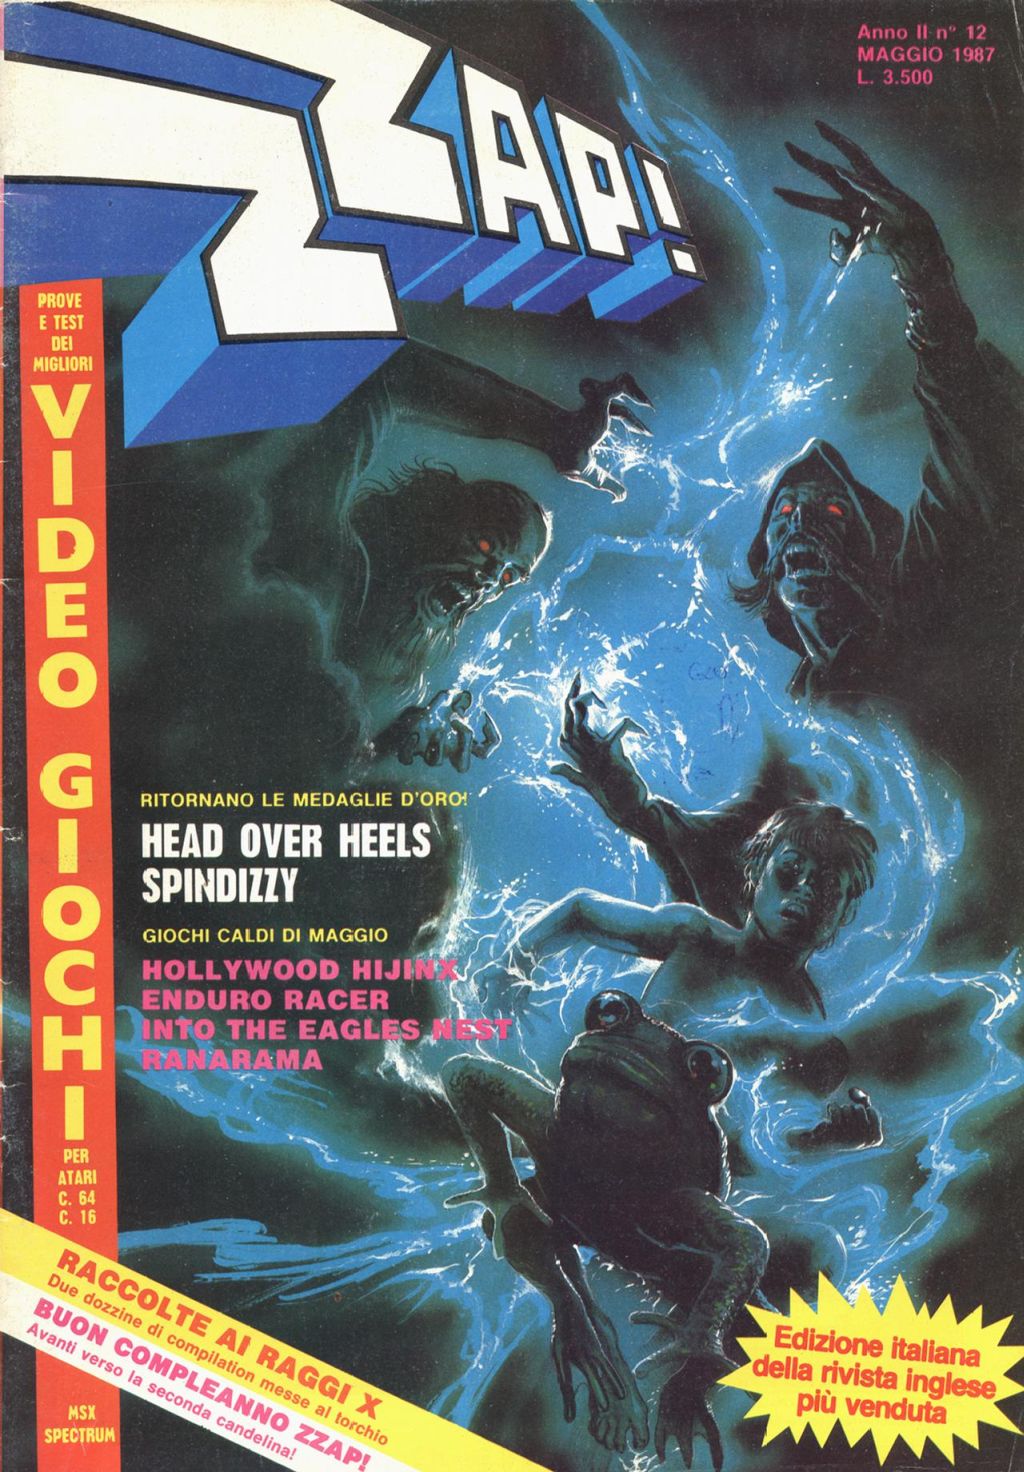 ZZAP!
Anno II n° 12
MAGGIO 1987
L. 3.500
PROVE
E TEST
DEI
MIGLIORI
VIDEO GIOCHI
PER
ATARI
C. 64
C. 16
MSX
SPECTRUM
RITORNANO LE MEDAGLIE D'ORO!
HEAD OVER HEELS
SPINDIZZY
GIOCHI CALDI DI MAGGIO
HOLLYWOOD HIJINX
ENDURO RACER
INTO THE EAGLES NEST
RANARAMA
RACCOLTE AI RAGGI X
Due dozzine di compilation messe al torchio
BUON COMPLEANNO ZZAP!
Avanti verso la seconda candelina!
Edizione italiana
della rivista inglese
più venduta